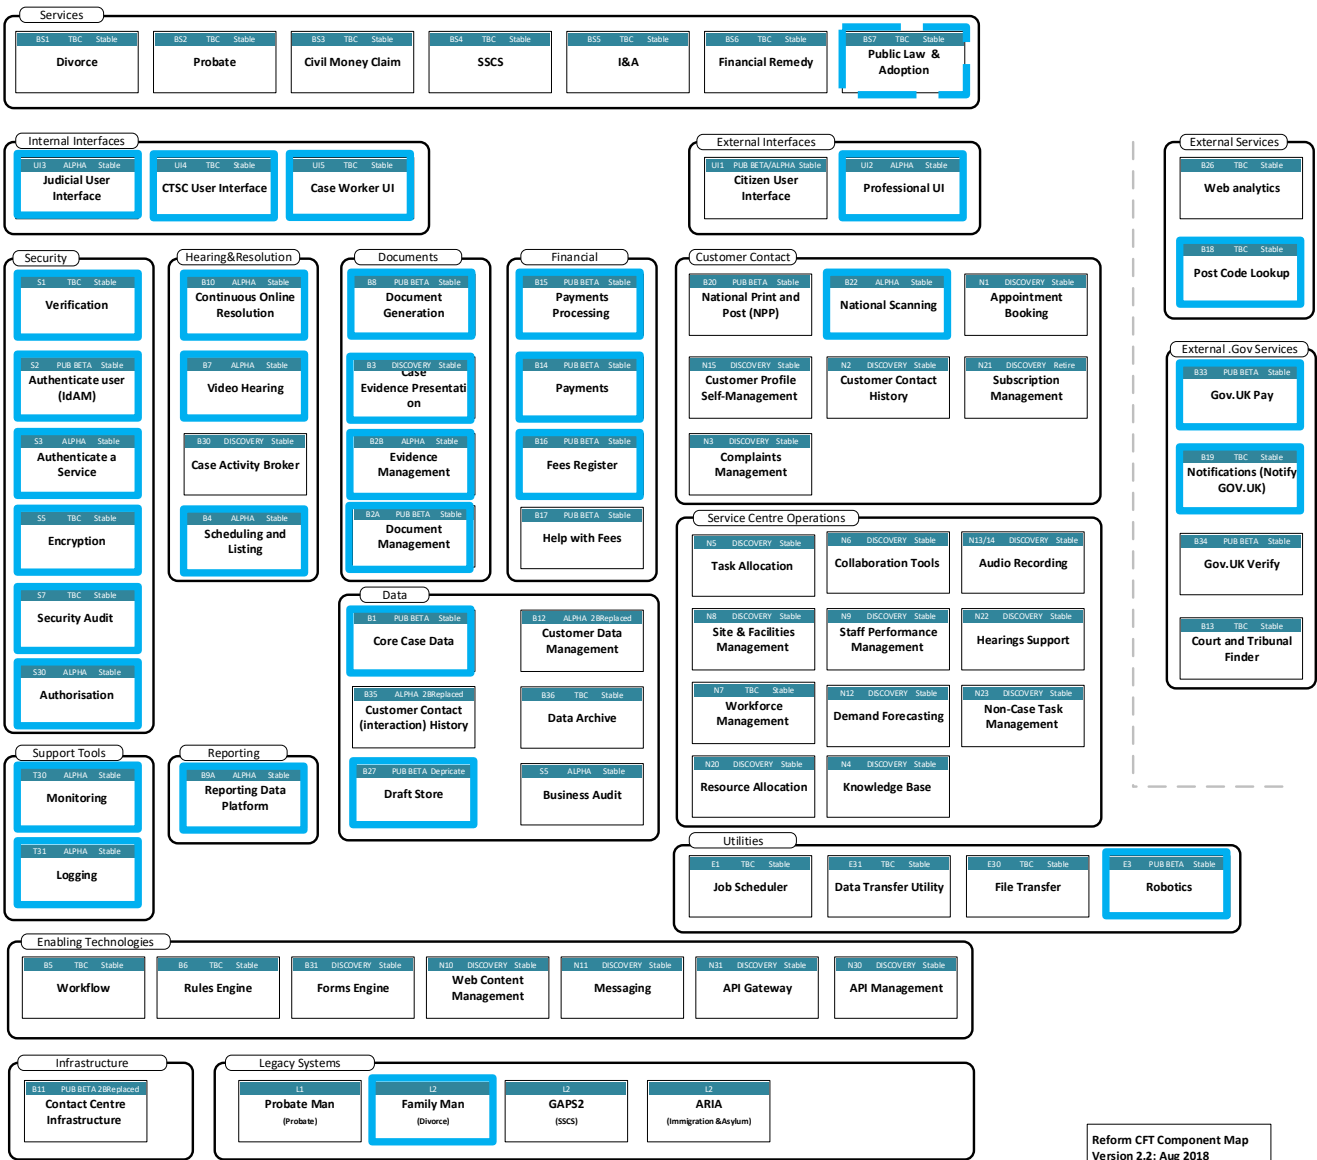 Services
BS1 TBC Stable
Divorce
BS2 TBC Stable
Probate
BS3 TBC Stable
Civil Money Claim
BS4 TBC Stable
SSCS
BS5 TBC Stable
I&A
BS6 TBC Stable
Financial Remedy
BS7 TBC Stable
Public Law &
Adoption
Internal Interfaces
UI3 ALPHA Stable
Judicial User
Interface
UI4 TBC Stable
CTSC User Interface
UI5 TBC Stable
Case Worker UI
External Interfaces
UI1 PUB BETA/ALPHA Stable
Citizen User
Interface
UI2 ALPHA Stable
Professional UI
External Services
B26 TBC Stable
Web analytics
B18 TBC Stable
Post Code Lookup
Security
S1 TBC Stable
Verification
S2 PUB BETA Stable
Authenticate user
(IdAM)
S3 ALPHA Stable
Authenticate a
Service
S5 TBC Stable
Encryption
S7 TBC Stable
Security Audit
S30 ALPHA Stable
Authorisation
Hearing&Resolution
B10 ALPHA Stable
Continuous Online
Resolution
B7 ALPHA Stable
Video Hearing
B30 DISCOVERY Stable
Case Activity Broker
B4 ALPHA Stable
Scheduling and
Listing
Documents
B8 PUB BETA Stable
Document
Generation
B3 DISCOVERY Stable
Case
Evidence Presentati
on
B2B ALPHA Stable
Evidence
Management
B2A PUB BETA Stable
Document
Management
Financial
B15 PUB BETA Stable
Payments
Processing
B14 PUB BETA Stable
Payments
B16 PUB BETA Stable
Fees Register
B17 PUB BETA Stable
Help with Fees
Customer Contact
B20 PUB BETA Stable
National Print and
Post (NPP)
B22 ALPHA Stable
National Scanning
N1 DISCOVERY Stable
Appointment
Booking
N15 DISCOVERY Stable
Customer Profile
Self-Management
N2 DISCOVERY Stable
Customer Contact
History
N21 DISCOVERY Retire
Subscription
Management
N3 DISCOVERY Stable
Complaints
Management
External .Gov Services
B33 PUB BETA Stable
Gov.UK Pay
B19 TBC Stable
Notifications (Notify
GOV.UK)
B34 PUB BETA Stable
Gov.UK Verify
B13 TBC Stable
Court and Tribunal
Finder
Service Centre Operations
N5 DISCOVERY Stable
Task Allocation
N6 DISCOVERY Stable
Collaboration Tools
N13/14 DISCOVERY Stable
Audio Recording
N8 DISCOVERY Stable
Site & Facilities
Management
N9 DISCOVERY Stable
Staff Performance
Management
N22 DISCOVERY Stable
Hearings Support
N7 TBC Stable
Workforce
Management
N12 DISCOVERY Stable
Demand Forecasting
N23 DISCOVERY Stable
Non-Case Task
Management
N20 DISCOVERY Stable
Resource Allocation
N4 DISCOVERY Stable
Knowledge Base
Data
B1 PUB BETA Stable
Core Case Data
B12 ALPHA 2BReplaced
Customer Data
Management
B35 ALPHA 2BReplaced
Customer Contact
(interaction) History
B36 TBC Stable
Data Archive
B27 PUB BETA Depricate
Draft Store
S5 ALPHA Stable
Business Audit
Support Tools
T30 ALPHA Stable
Monitoring
T31 ALPHA Stable
Logging
Reporting
B9A ALPHA Stable
Reporting Data
Platform
Utilities
E1 TBC Stable
Job Scheduler
E31 TBC Stable
Data Transfer Utility
E30 TBC Stable
File Transfer
E3 PUB BETA Stable
Robotics
Enabling Technologies
B5 TBC Stable
Workflow
B6 TBC Stable
Rules Engine
B31 DISCOVERY Stable
Forms Engine
N10 DISCOVERY Stable
Web Content
Management
N11 DISCOVERY Stable
Messaging
N31 DISCOVERY Stable
API Gateway
N30 DISCOVERY Stable
API Management
Infrastructure
B11 PUB BETA 2BReplaced
Contact Centre
Infrastructure
Legacy Systems
L1
Probate Man
(Probate)
L2
Family Man
(Divorce)
L2
GAPS2
(SSCS)
L2
ARIA
(Immigration &Asylum)
Reform CFT Component Map
Version 2.2: Aug 2018